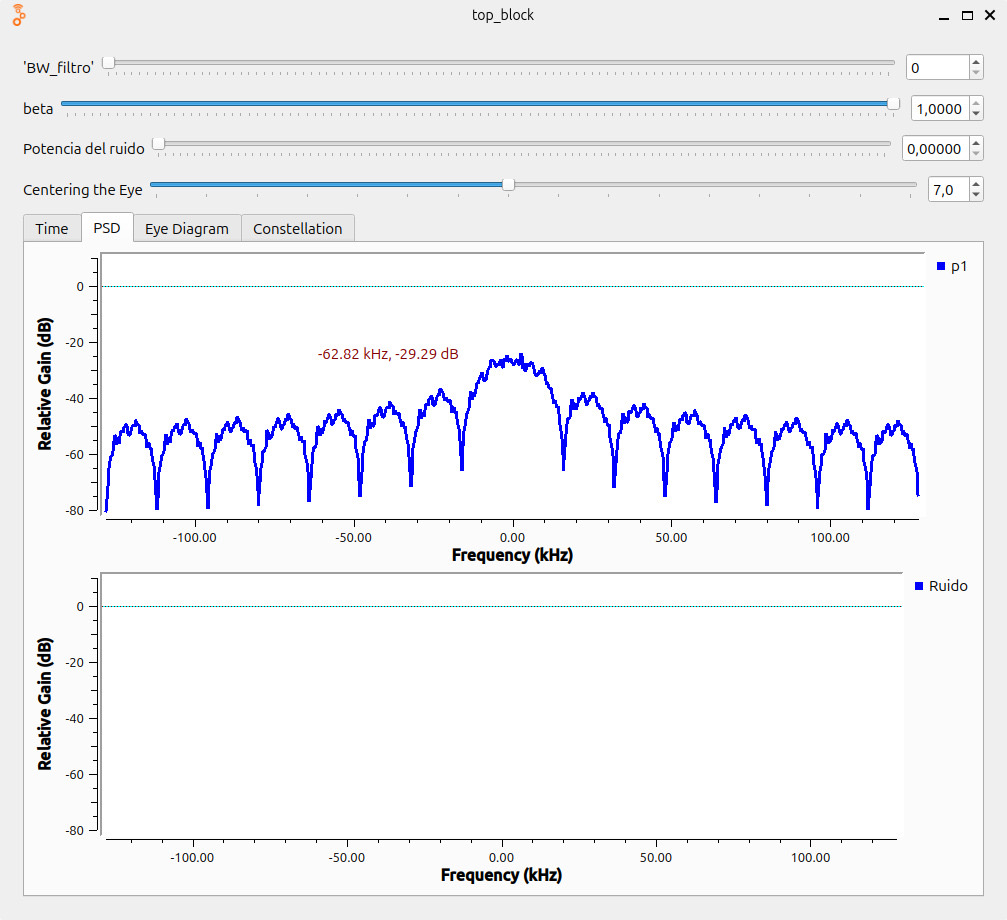 top_block
'BW_filtro' 0
beta 1,0000
Potencia del ruido 0,00000
Centering the Eye 7,0
Time PSD Eye Diagram Constellation
p1
0
-20
-40
-60
-80
Relative Gain (dB)
-62.82 kHz, -29.29 dB
-100.00 -50.00 0.00 50.00 100.00
Frequency (kHz)
Ruido
0
-20
-40
-60
-80
Relative Gain (dB)
-100.00 -50.00 0.00 50.00 100.00
Frequency (kHz)